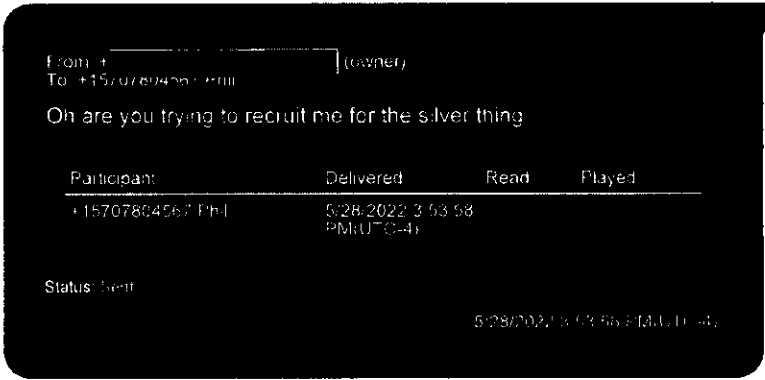 From: + (owner)
To: +15707804567 Phil
Oh are you trying to recruit me for the silver thing
Participant Delivered Read Played
+15707804567 Phil 5/28/2022 3:53:58
PM(UTC-4)
Status: Sent
5/28/2022 3:53:56 PM(UTC-4)